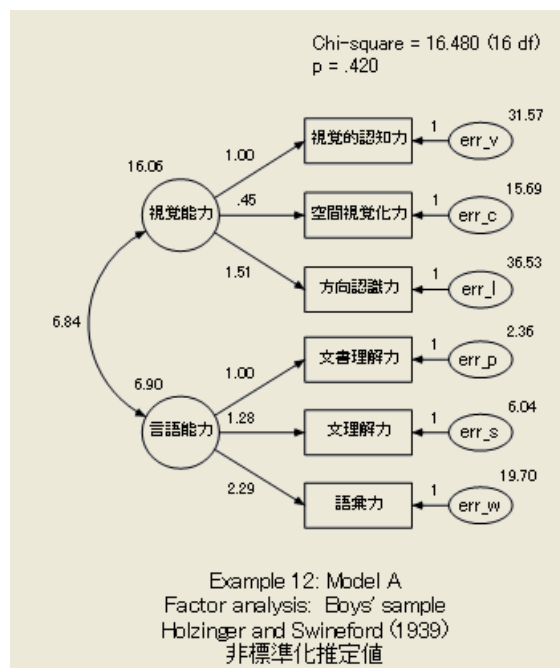 Chi-square = 16.480 (16 df)
p = .420
31.57
視覚的認知力
1
err_v
1.00
16.06
視覚能力
.45
15.69
空間視覚化力
1
err_c
1.51
36.53
方向認識力
1
err_l
6.84
2.36
文書理解力
1
err_p
1.00
6.90
言語能力
1.28
6.04
文理解力
1
err_s
2.29
19.70
語彙力
1
err_w
Example 12: Model A
Factor analysis: Boys' sample
Holzinger and Swineford (1939)
非標準化推定値